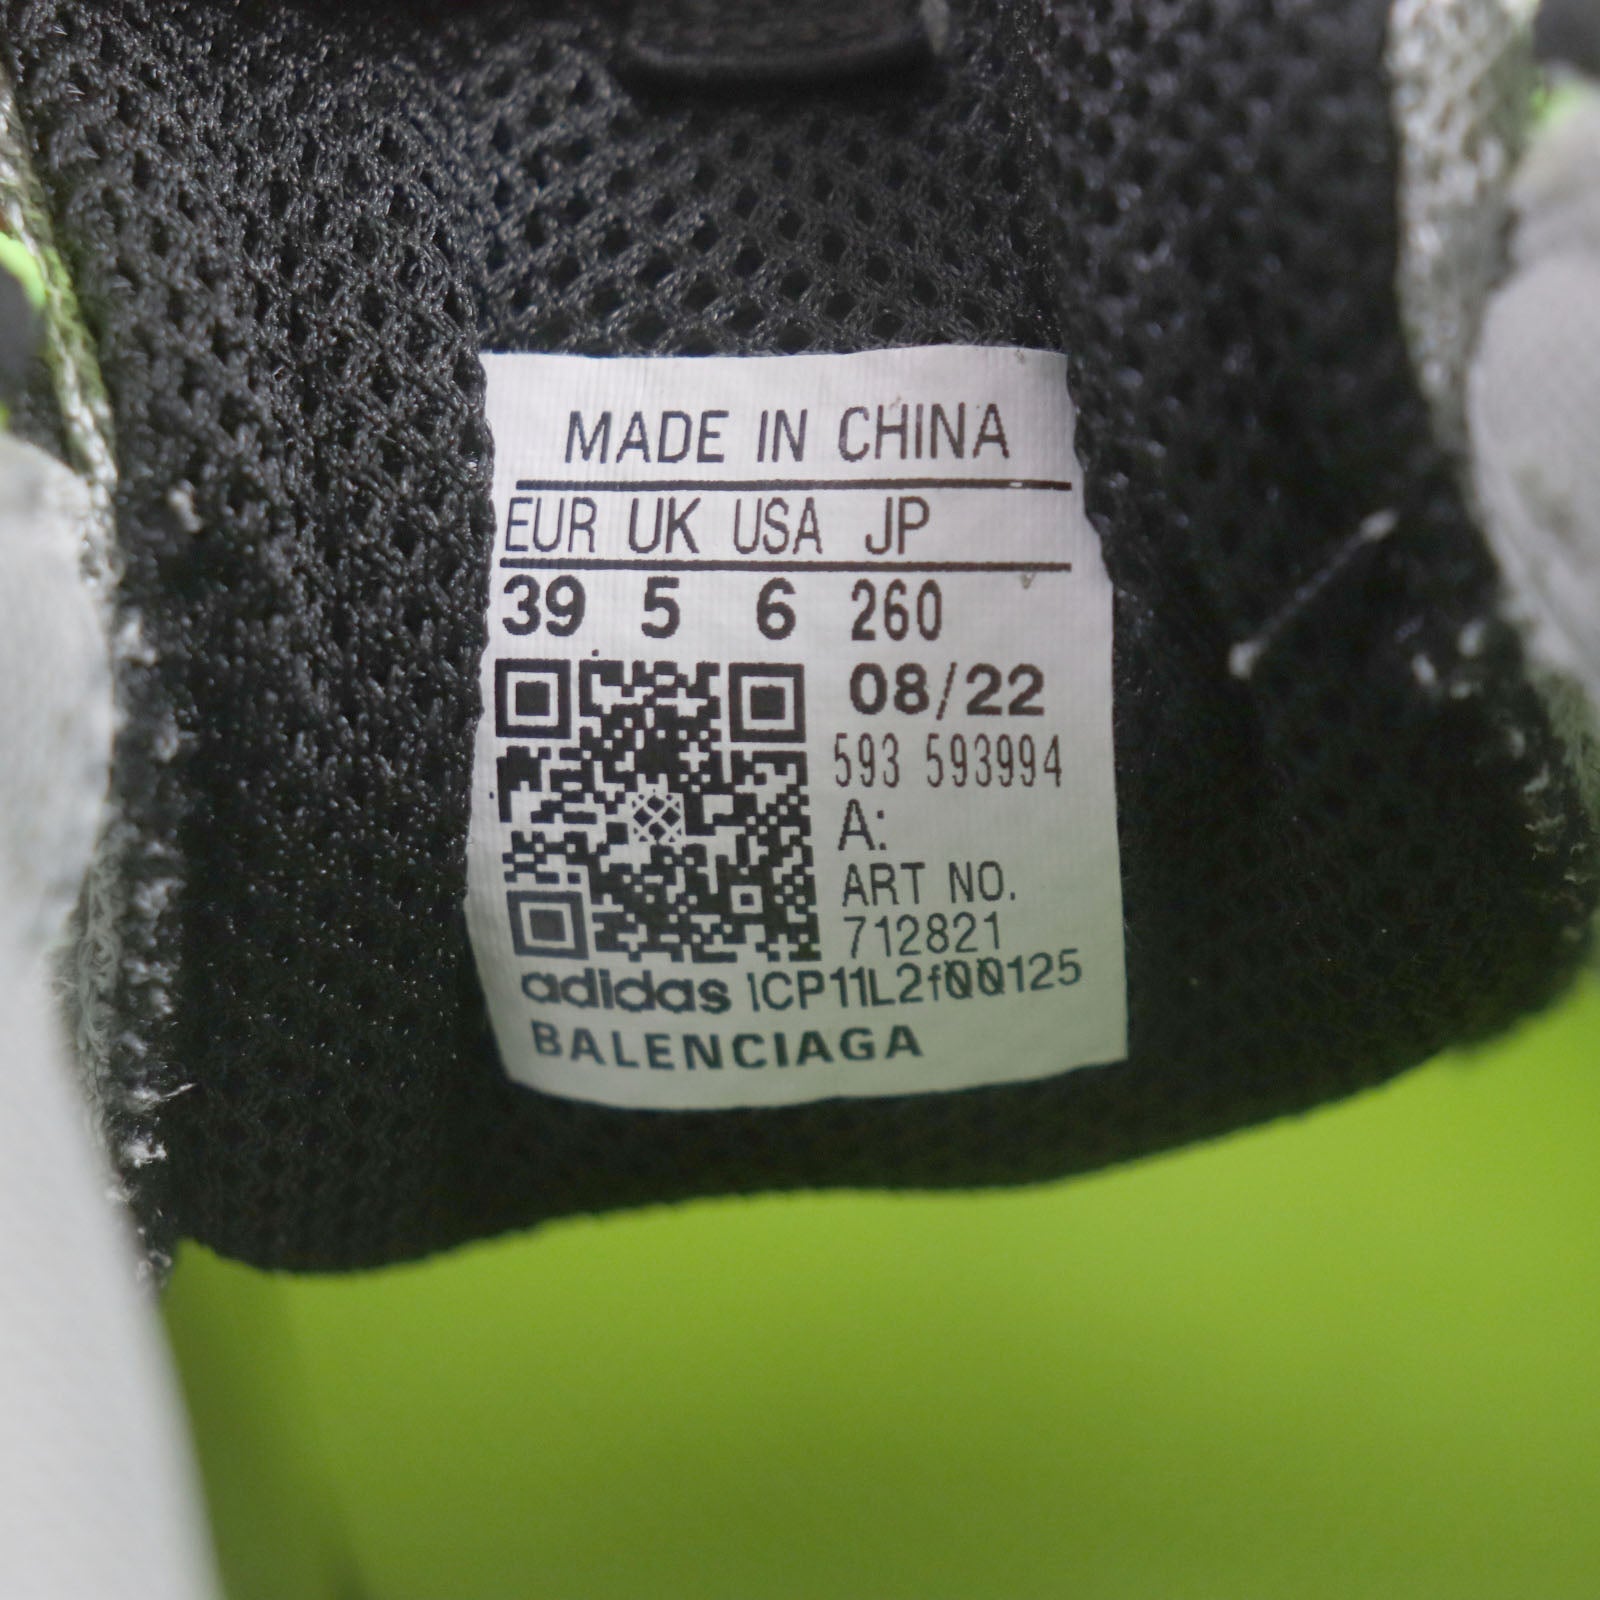 MADE IN CHINA
EUR UK USA JP
39 5 6 260
08/22
593 593994
A:
ART NO.
712821
adidas ICP11L2f00125
BALENCIAGA